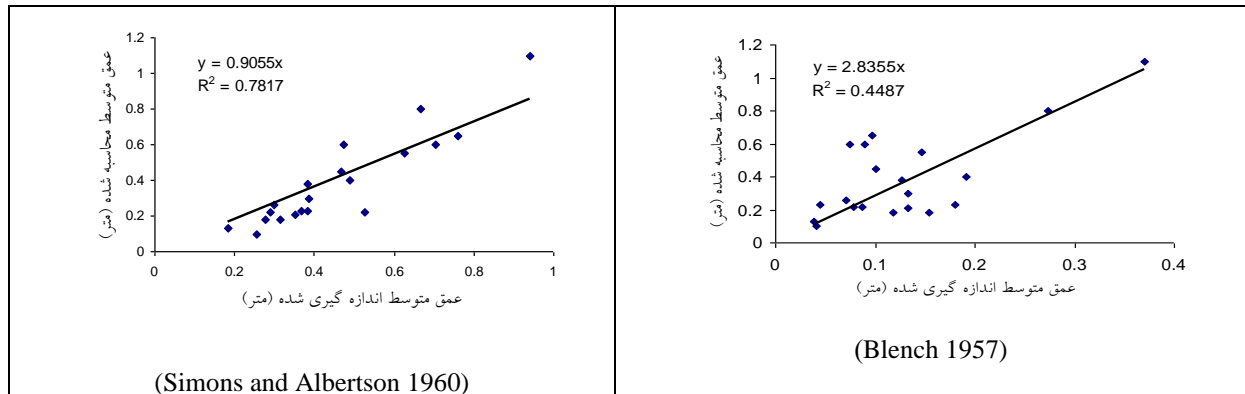 1.2
1
0.8
0.6
0.4
0.2
0
y = 0.9055x
R² = 0.7817
عمق متوسط محاسبه شده (متر)
0 0.2 0.4 0.6 0.8 1
عمق متوسط اندازه گیری شده (متر)
(Simons and Albertson 1960)
1.2
1
0.8
0.6
0.4
0.2
0
y = 2.8355x
R² = 0.4487
عمق متوسط محاسبه شده (متر)
0 0.1 0.2 0.3 0.4
عمق متوسط اندازه گیری شده (متر)
(Blench 1957)